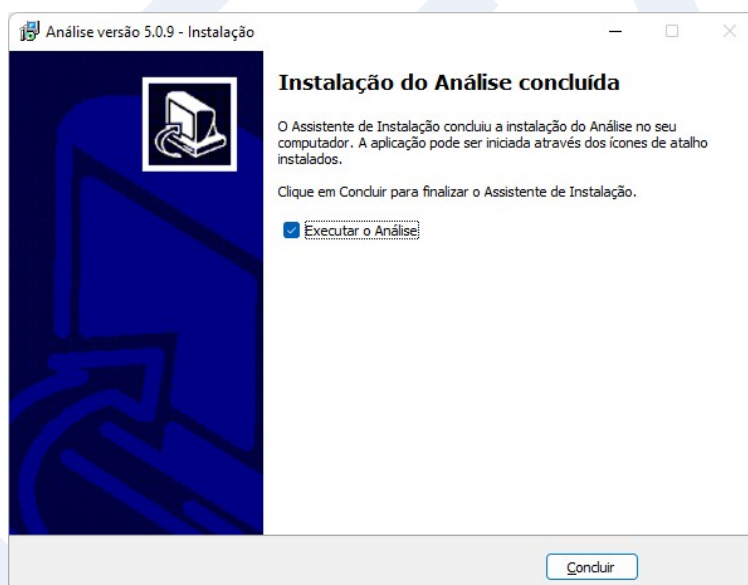 Análise versão 5.0.9 - Instalação
Instalação do Análise concluída
O Assistente de Instalação concluiu a instalação do Análise no seu
computador. A aplicação pode ser iniciada através dos ícones de atalho
instalados.
Clique em Concluir para finalizar o Assistente de Instalação.
Executar o Análise
Concluir